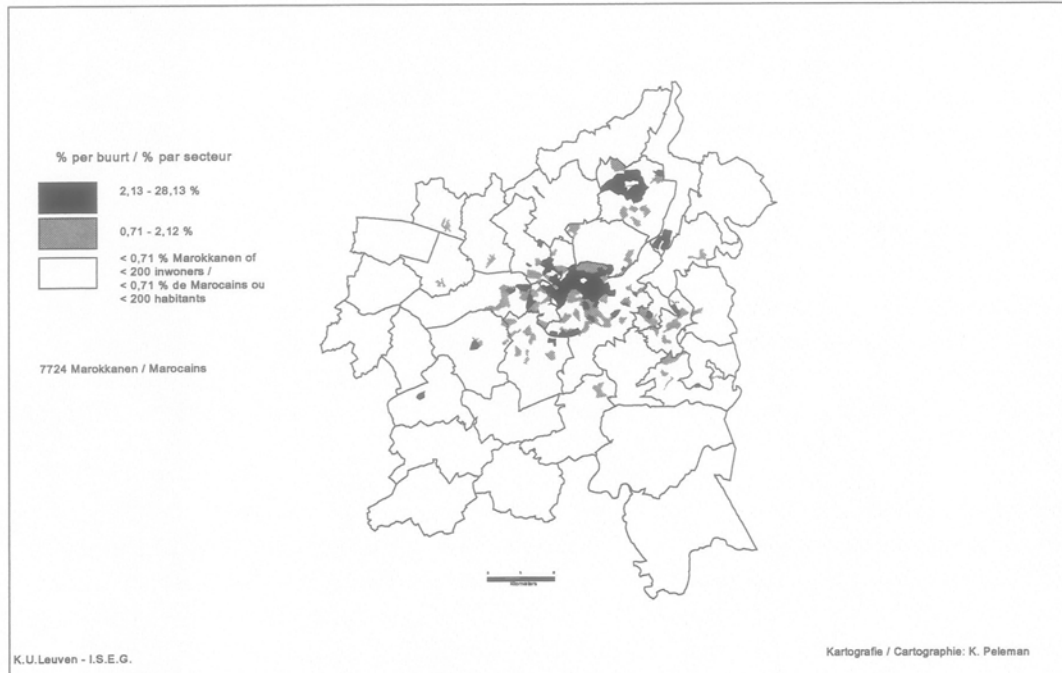 % per buurt / % par secteur
2,13 - 28,13 %
0,71 - 2,12 %
< 0,71 % Marokkanen of
< 200 inwoners /
< 0,71 % de Marocains ou
< 200 habitants
7724 Marokkanen / Marocains
kilometers
K.U.Leuven - I.S.E.G.
Kartografie / Cartographie: K. Peleman